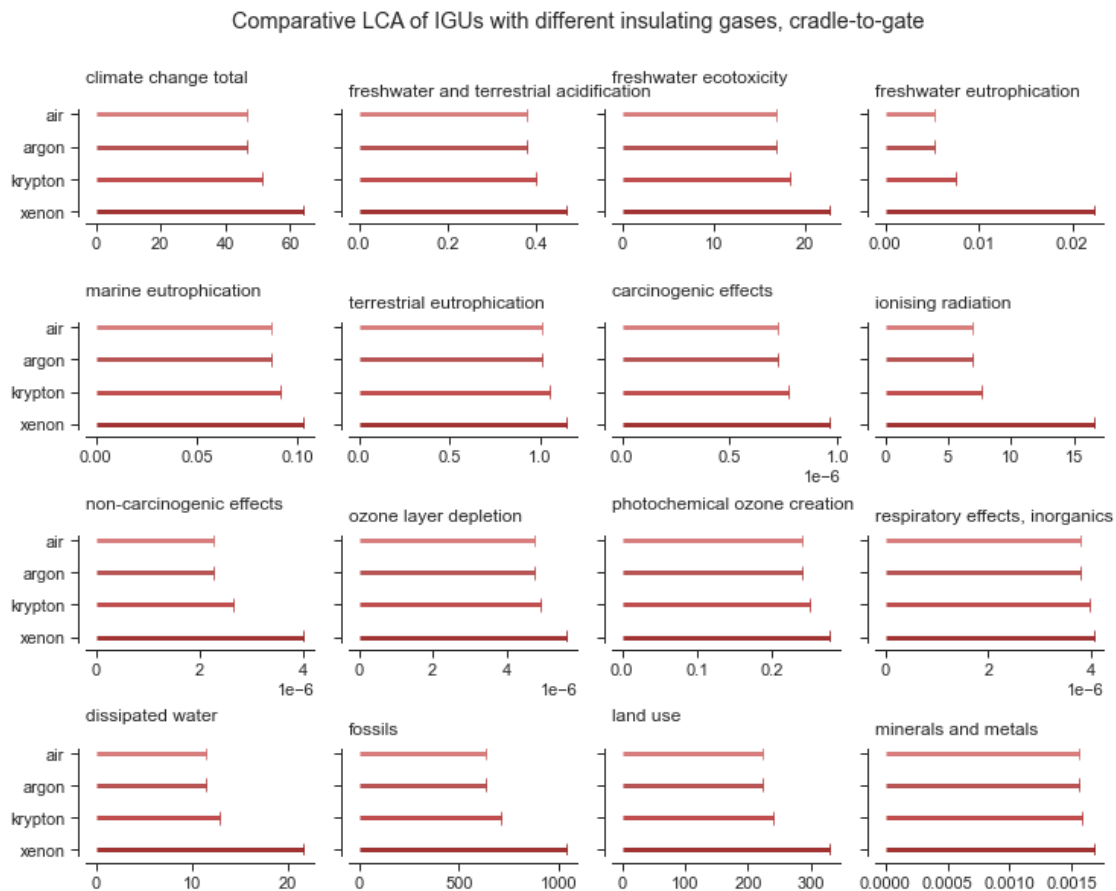 Comparative LCA of IGUs with different insulating gases, cradle-to-gate
climate change total
freshwater and terrestrial acidification
freshwater ecotoxicity
freshwater eutrophication
air
argon
krypton
xenon
0 20 40 60
0.0 0.2 0.4
0 10 20
0.00 0.01 0.02
marine eutrophication
terrestrial eutrophication
carcinogenic effects
ionising radiation
air
argon
krypton
xenon
0.00 0.05 0.10
0.0 0.5 1.0
0.0 0.5 1.0
1e−6
0 5 10 15
non-carcinogenic effects
ozone layer depletion
photochemical ozone creation
respiratory effects, inorganics
air
argon
krypton
xenon
0 2 4
1e−6
0 2 4
1e−6
0.0 0.1 0.2
0 2 4
1e−6
dissipated water
fossils
land use
minerals and metals
air
argon
krypton
xenon
0 10 20
0 500 1000
0 100 200 300
0.0000 0.0005 0.0010 0.0015